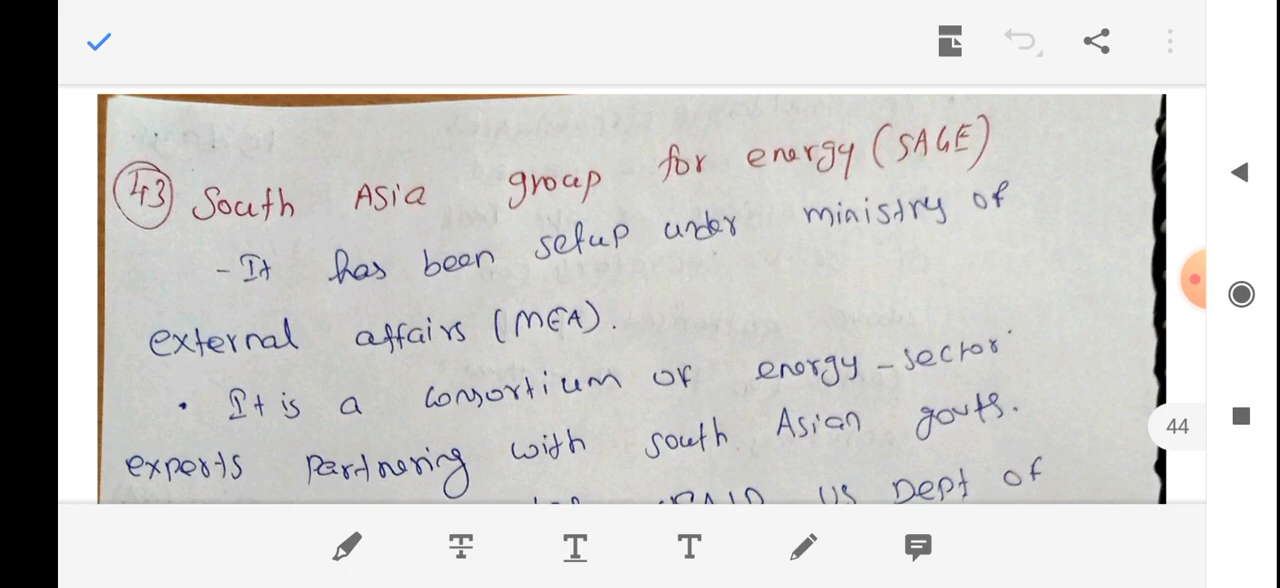 43 South Asia group for energy (SAGE)
- It has been setup under ministry of
external affairs (MEA).
• It is a consortium of energy - sector
experts partnering with south Asian govts.
US Dept of
44
T T T